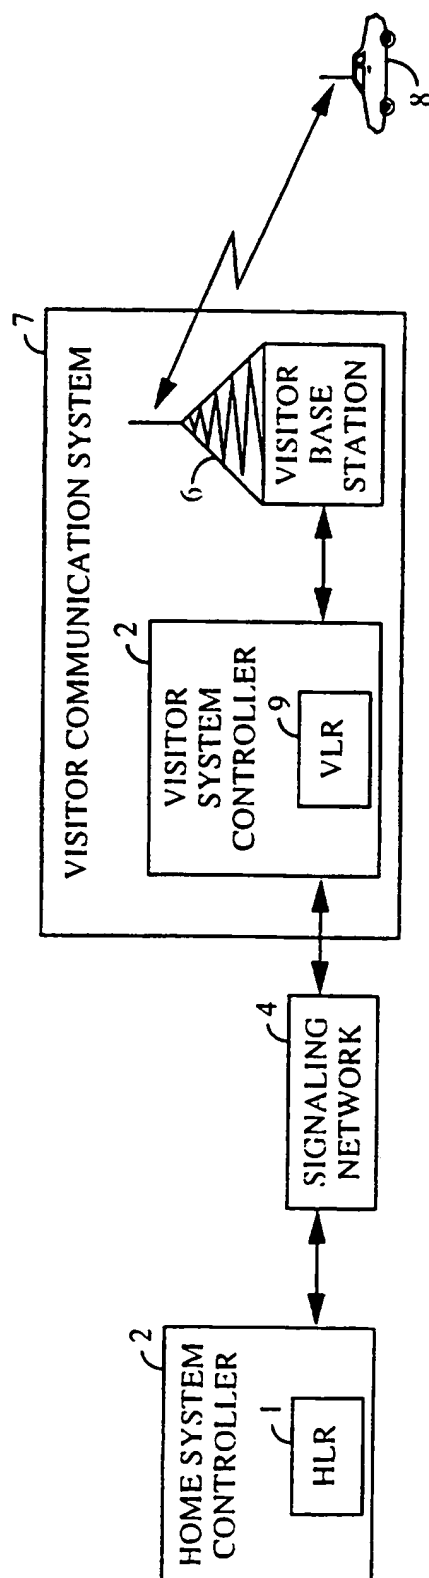 HOME SYSTEM
CONTROLLER
2
HLR
1
SIGNALING
NETWORK
4
VISITOR COMMUNICATION SYSTEM
7
VISITOR
SYSTEM
CONTROLLER
2
VLR
9
VISITOR
BASE
STATION
6
8